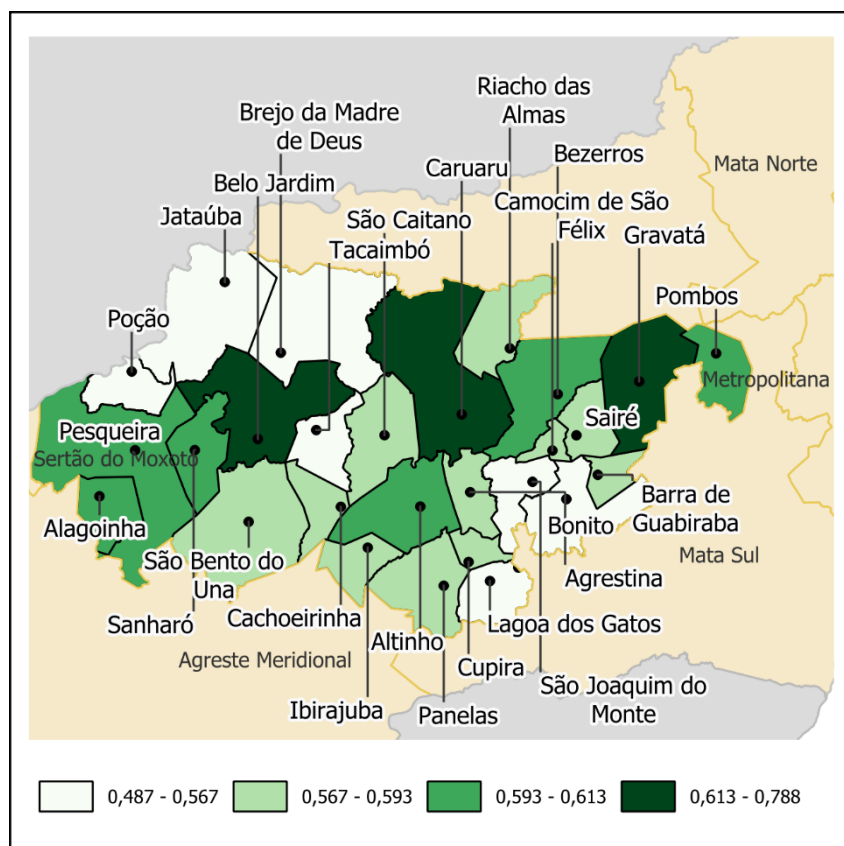 Riacho das
Almas
Brejo da Madre
de Deus
Bezerros
Caruaru
Mata Norte
Belo Jardim
Camocim de São
Félix
Jataúba
São Caitano
Gravatá
Tacaimbó
Pombos
Poção
Metropolitana
Sairé
Pesqueira
Sertão do Moxotó
Barra de
Guabiraba
Alagoinha
Bonito
São Bento do
Una
Mata Sul
Agrestina
Sanharó
Cachoeirinha
Altinho
Lagoa dos Gatos
Agreste Meridional
Cupira
São Joaquim do
Monte
Ibirajuba
Panelas
0,487 - 0,567
0,567 - 0,593
0,593 - 0,613
0,613 - 0,788